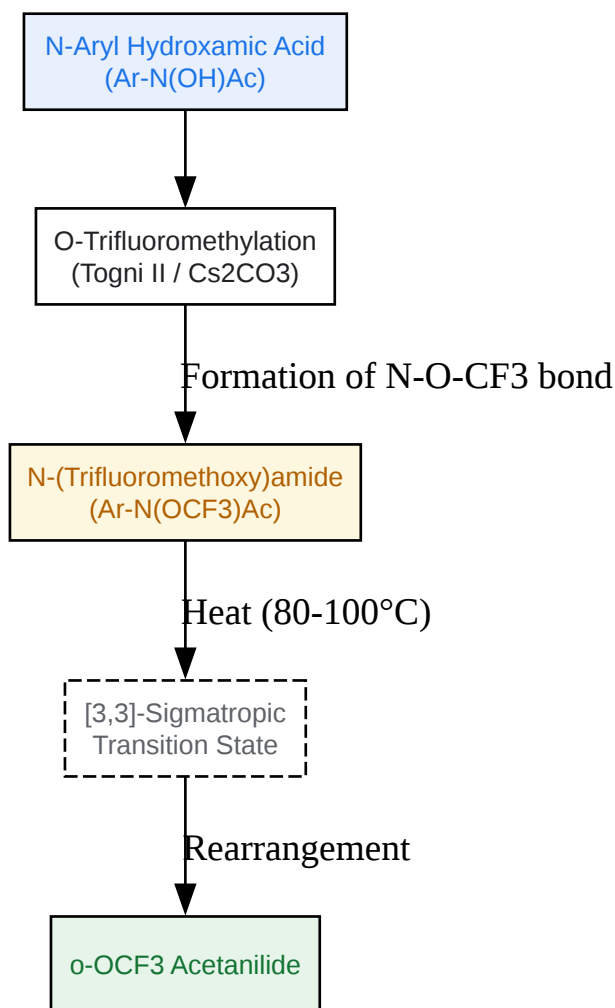 N-Aryl Hydroxamic Acid
(Ar-N(OH)Ac)
O-Trifluoromethylation
(Togni II / Cs2CO3)
Formation of N-O-CF3 bond
N-(Trifluoromethoxy)amide
(Ar-N(OCF3)Ac)
Heat (80-100°C)
[3,3]-Sigmatropic
Transition State
Rearrangement
o-OCF3 Acetanilide